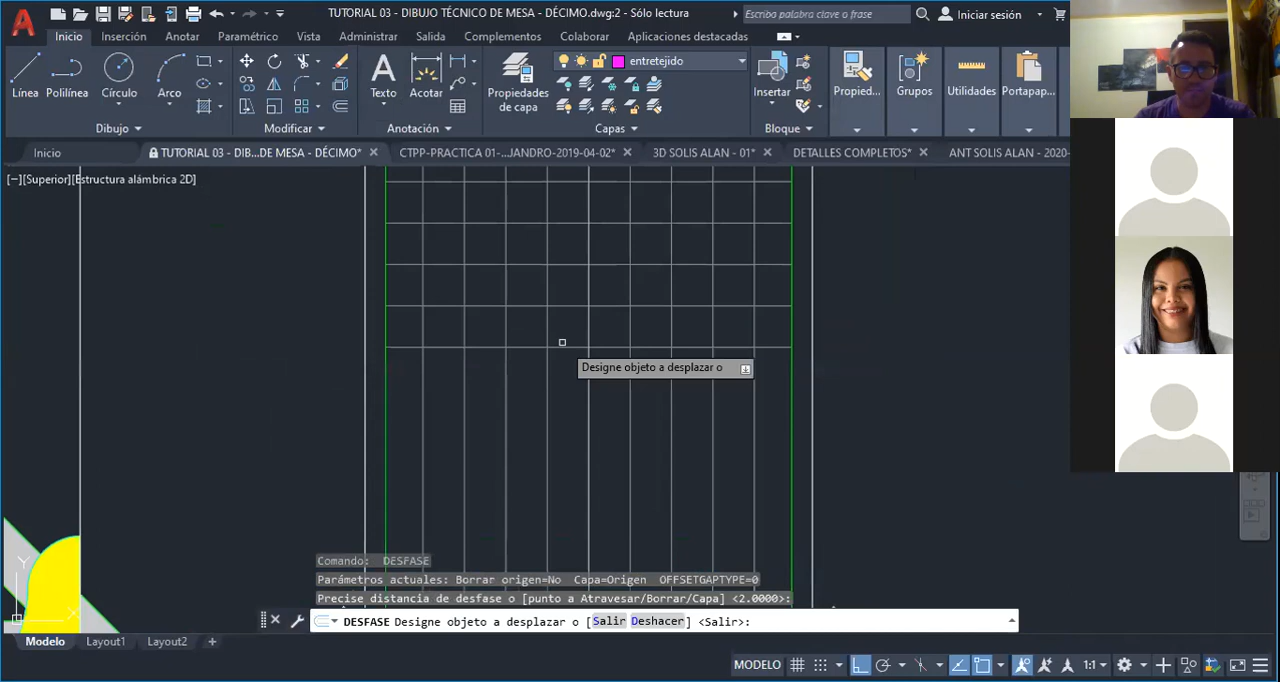 TUTORIAL 03 - DIBUJO TÉCNICO DE MESA - DÉCIMO.dwg:2 - Sólo lectura
Escriba palabra clave o frase
Iniciar sesión
Inicio Inserción Anotar Paramétrico Vista Administrar Salida Complementos Colaborar Aplicaciones destacadas
entretejido
Línea Polilínea Círculo Arco Texto Acotar Propiedades de capa Insertar Propied... Grupos Utilidades Portapap...
Dibujo Modificar Anotación Capas Bloque
Inicio TUTORIAL 03 - DIB...DE MESA - DÉCIMO* CTPP-PRACTICA 01-...JANDRO-2019-04-02* 3D SOLIS ALAN - 01* DETALLES COMPLETOS* ANT SOLIS ALAN - 2020-
[−][Superior][Estructura alámbrica 2D]
Designe objeto a desplazar o
Comando: DESFASE
Parámetros actuales: Borrar origen=No Capa=Origen OFFSETGAPTYPE=0
Precise distancia de desfase o [punto a Atravesar/Borrar/Capa] <2.0000>:
Y
X
DESFASE Designe objeto a desplazar o [Salir Deshacer] <Salir>:
Modelo Layout1 Layout2 +
MODELO 1:1